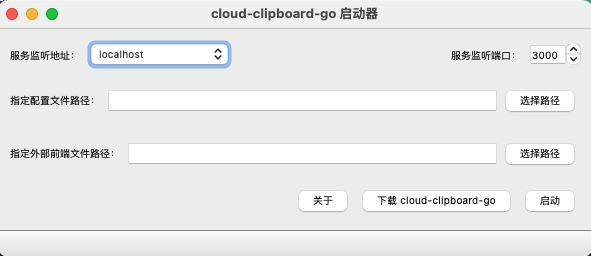 cloud-clipboard-go 启动器
服务监听地址： localhost 服务监听端口： 3000
指定配置文件路径： 选择路径
指定外部前端文件路径： 选择路径
关于 下载 cloud-clipboard-go 启动